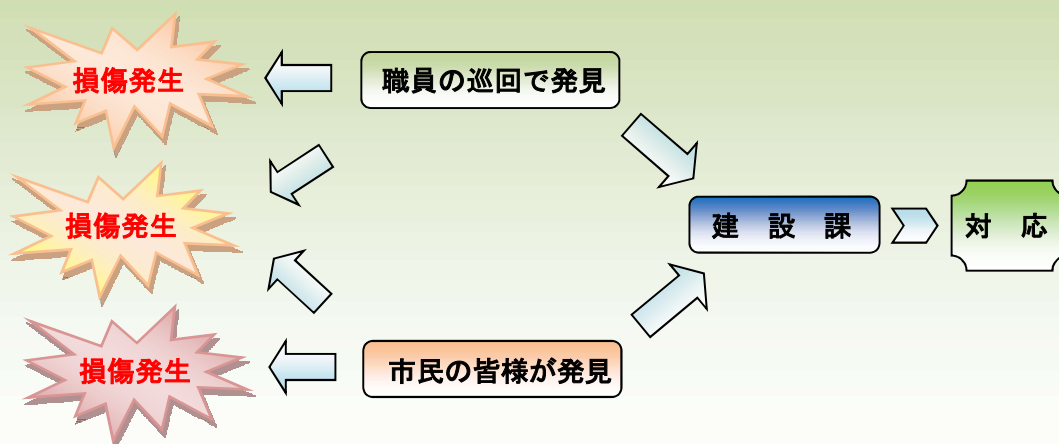 損傷発生
職員の巡回で発見
損傷発生
建　設　課
対　応
損傷発生
市民の皆様が発見